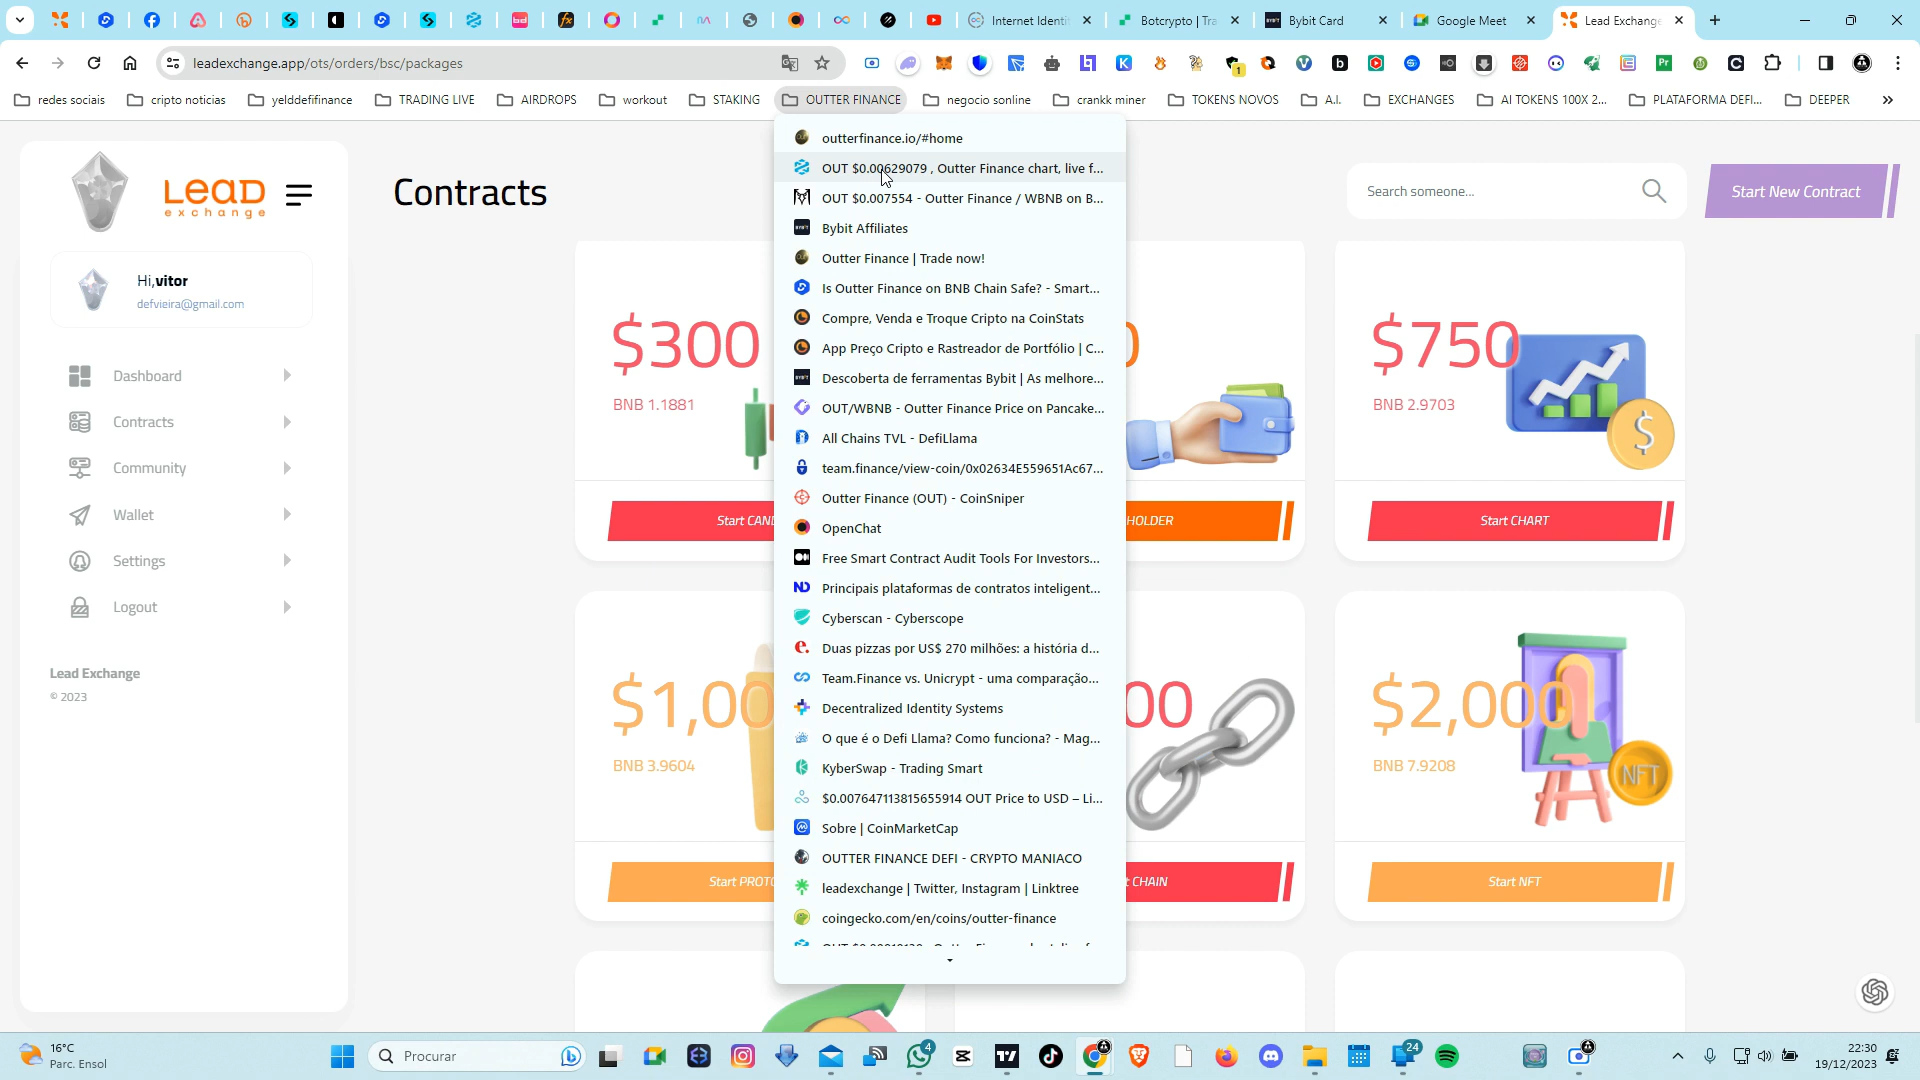 Internet Identi
Botcrypto | Tra
Bybit Card
Google Meet
Lead Exchange
leadexchange.app/ots/orders/bsc/packages
1
redes sociais
cripto noticias
yelddefifinance
TRADING LIVE
AIRDROPS
workout
STAKING
OUTTER FINANCE
negocio sonline
crankk miner
TOKENS NOVOS
A.I.
EXCHANGES
AI TOKENS 100X 2...
PLATAFORMA DEFI...
DEEPER
LEAD
exchange
Hi,vitor
defvieira@gmail.com
Dashboard
Contracts
Community
Wallet
Settings
Logout
Lead Exchange
© 2023
Contracts
Search someone...
Start New Contract
outterfinance.io/#home
OUT $0.00629079 , Outter Finance chart, live f...
OUT $0.007554 - Outter Finance / WBNB on B...
Bybit Affiliates
Outter Finance | Trade now!
Is Outter Finance on BNB Chain Safe? - Smart...
Compre, Venda e Troque Cripto na CoinStats
App Preço Cripto e Rastreador de Portfólio | C...
Descoberta de ferramentas Bybit | As melhore...
OUT/WBNB - Outter Finance Price on Pancake...
All Chains TVL - DefiLlama
team.finance/view-coin/0x02634E559651Ac67...
Outter Finance (OUT) - CoinSniper
OpenChat
Free Smart Contract Audit Tools For Investors...
Principais plataformas de contratos inteligent...
Cyberscan - Cyberscope
Duas pizzas por US$ 270 milhões: a história d...
Team.Finance vs. Unicrypt - uma comparação...
Decentralized Identity Systems
O que é o Defi Llama? Como funciona? - Mag...
KyberSwap - Trading Smart
$0.007647113815655914 OUT Price to USD – Li...
Sobre | CoinMarketCap
OUTTER FINANCE DEFI - CRYPTO MANIACO
leadexchange | Twitter, Instagram | Linktree
coingecko.com/en/coins/outter-finance
$300
BNB 1.1881
Start CAND
0
HOLDER
$750
BNB 2.9703
Start CHART
$1,00
BNB 3.9604
Start PROTO
00
CHAIN
$2,000
BNB 7.9208
NFT
Start NFT
16°C
Parc. Ensol
Procurar
4
24
22:30
19/12/2023